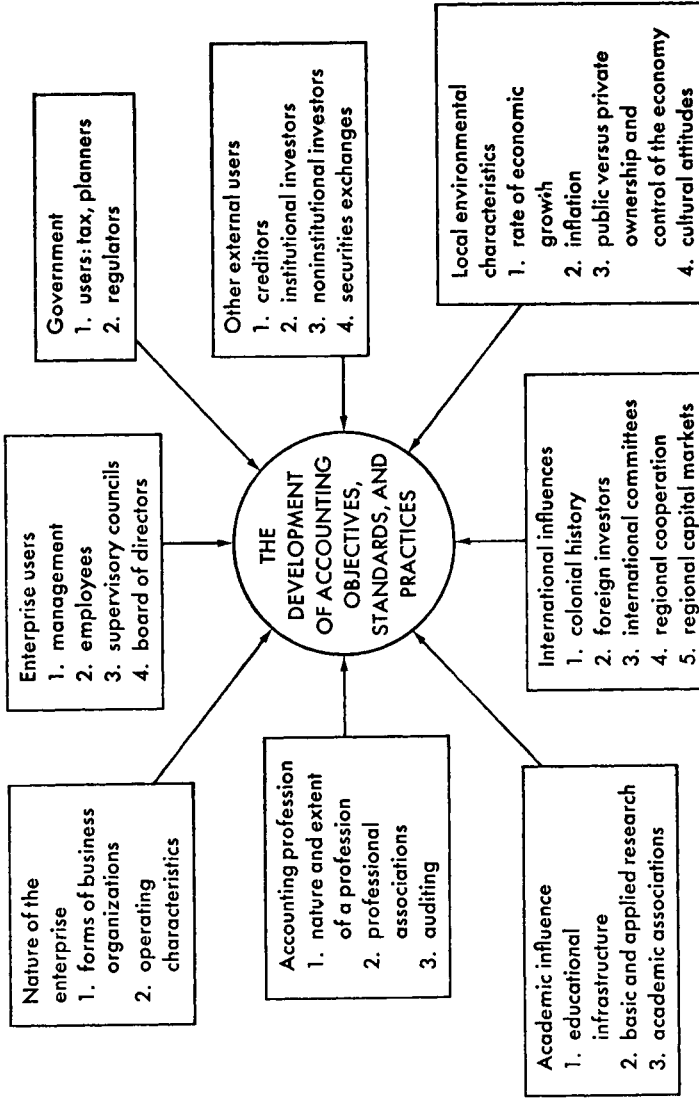 Nature of the
enterprise
1. forms of business
organizations
2. operating
characteristics
Enterprise users
1. management
2. employees
3. supervisory councils
4. board of directors
Government
1. users: tax, planners
2. regulators
Accounting profession
1. nature and extent
of a profession
2. professional
associations
3. auditing
THE
DEVELOPMENT
OF ACCOUNTING
OBJECTIVES,
STANDARDS, AND
PRACTICES
Other external users
1. creditors
2. institutional investors
3. noninstitutional investors
4. securities exchanges
Academic influence
1. educational
infrastructure
2. basic and applied research
3. academic associations
International influences
1. colonial history
2. foreign investors
3. international committees
4. regional cooperation
5. regional capital markets
Local environmental
characteristics
1. rate of economic
growth
2. inflation
3. public versus private
ownership and
control of the economy
4. cultural attitudes